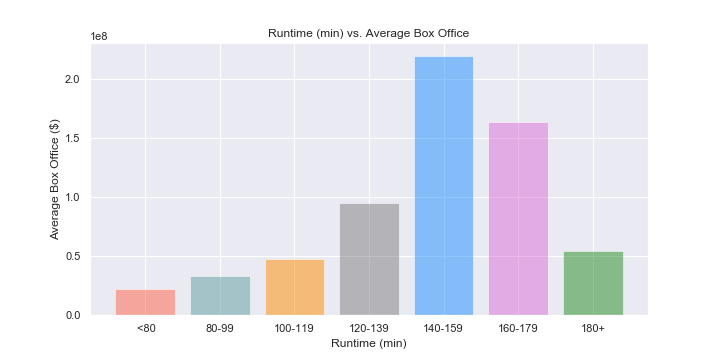 Runtime (min) vs. Average Box Office
1e8
2.0
1.5
1.0
0.5
0.0
Average Box Office ($)
<80 80-99 100-119 120-139 140-159 160-179 180+
Runtime (min)